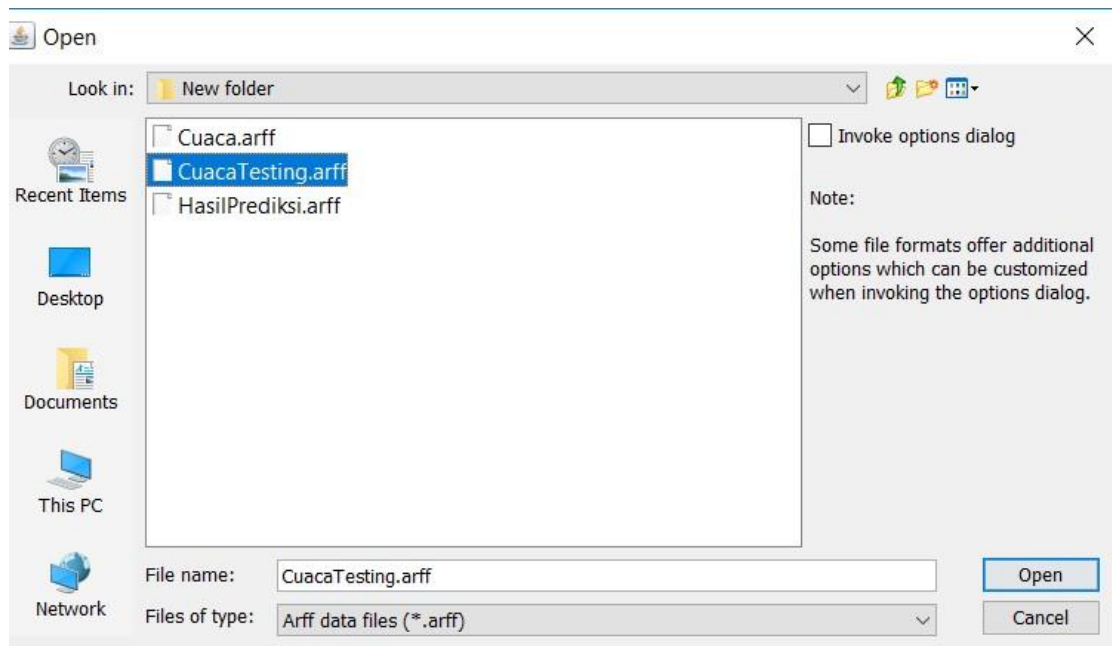 Open
Look in:
New folder
Cuaca.arff
CuacaTesting.arff
HasilPrediksi.arff
Invoke options dialog
Note:
Some file formats offer additional
options which can be customized
when invoking the options dialog.
Recent Items
Desktop
Documents
This PC
Network
File name:
CuacaTesting.arff
Open
Files of type:
Arff data files (*.arff)
Cancel